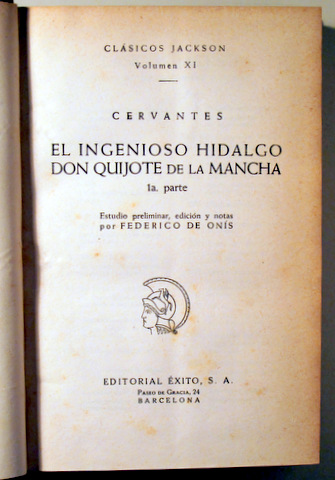 CLÁSICOS JACKSON
Volumen XI
CERVANTES
EL INGENIOSO HIDALGO
DON QUIJOTE DE LA MANCHA
1a. parte
Estudio preliminar, edición y notas
por FEDERICO DE ONÍS
EDITORIAL ÉXITO, S. A.
PASEO DE GRACIA, 24
BARCELONA